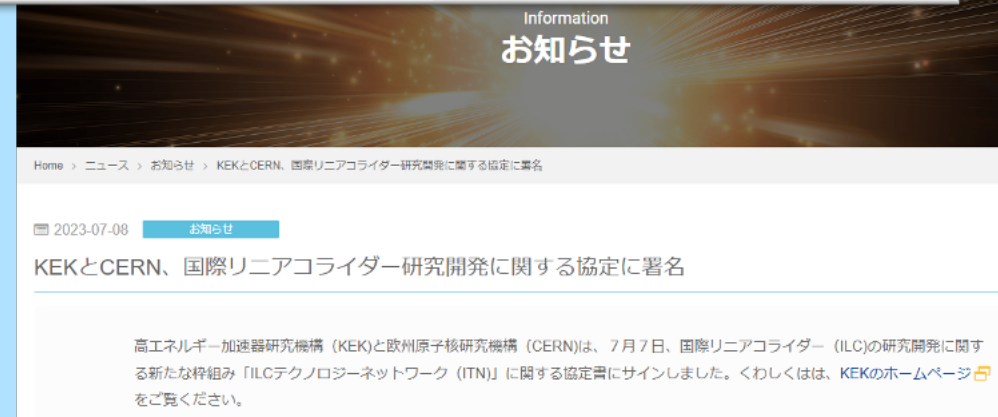 Information
お知らせ
Home > ニュース > お知らせ > KEKとCERN、国際リニアコライダー研究開発に関する協定に署名
2023-07-08 お知らせ
KEKとCERN、国際リニアコライダー研究開発に関する協定に署名
高エネルギー加速器研究機構（KEK)と欧州原子核研究機構（CERN)は、７月７日、国際リニアコライダー（ILC)の研究開発に関す
る新たな枠組み「ILCテクノロジーネットワーク（ITN)」に関する協定書にサインしました。くわしくはは、KEKのホームページ
をご覧ください。